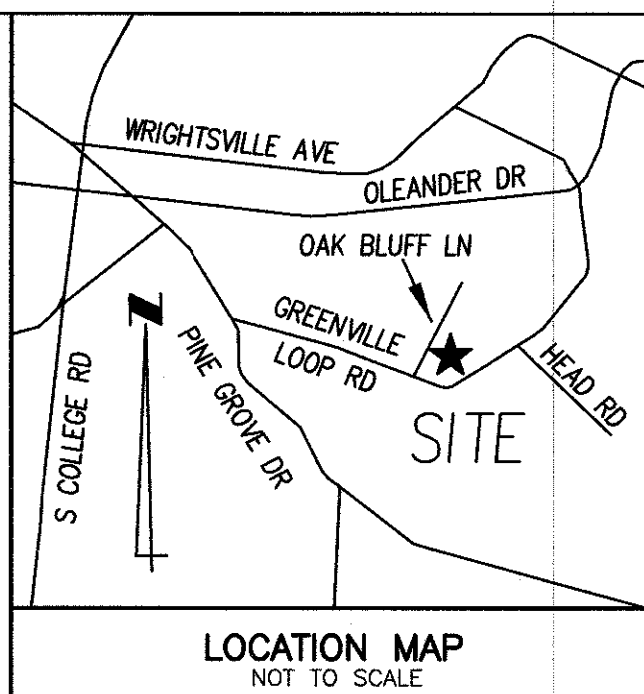 WRIGHTSVILLE AVE
OLEANDER DR
OAK BLUFF LN
GREENVILLE
LOOP RD
HEAD RD
PINE GROVE DR
S COLLEGE RD
SITE
N
LOCATION MAP
NOT TO SCALE